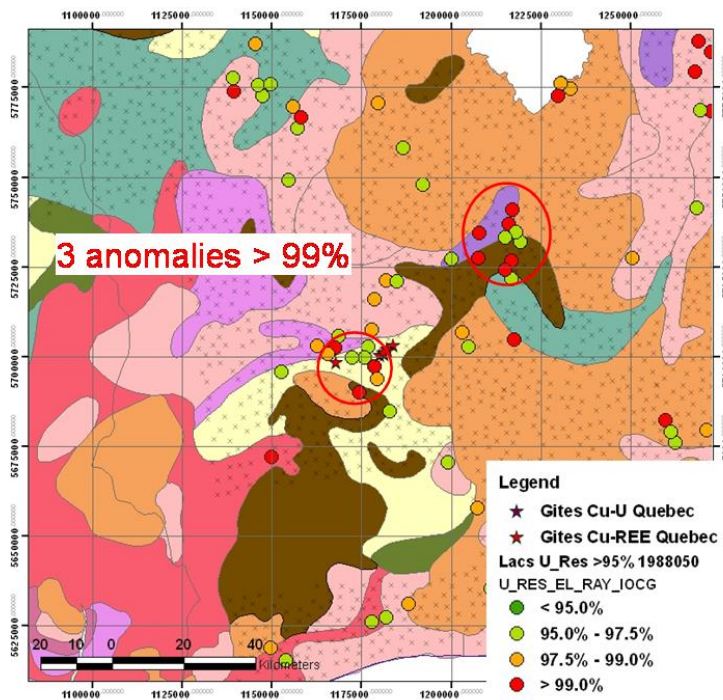 1100000 1125000 1150000 1175000 1200000 1225000 1250000
5775000
5750000
5725000
5700000
5675000
5650000
5625000
3 anomalies > 99%
Legend
Gites Cu-U Quebec
Gites Cu-REE Quebec
Lacs U_Res >95% 1988050
U_RES_EL_RAY_IOCG
< 95.0%
95.0% - 97.5%
97.5% - 99.0%
> 99.0%
20 10 0 20 40
Kilometers
1100000 1125000 1150000 1175000 1200000 1225000 1250000